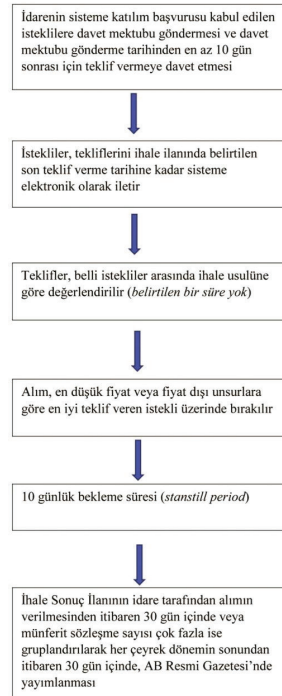 İdarenin sisteme katılım başvurusu kabul edilen
isteklilere davet mektubu göndermesi ve davet
mektubu gönderme tarihinden en az 10 gün
sonrası için teklif vermeye davet etmesi
İstekliler, tekliflerini ihale ilanında belirtilen
son teklif verme tarihine kadar sisteme
elektronik olarak iletir
Teklifler, belli istekliler arasında ihale usulüne
göre değerlendirilir (belirtilen bir süre yok)
Alım, en düşük fiyat veya fiyat dışı unsurlara
göre en iyi teklif veren istekli üzerinde bırakılır
10 günlük bekleme süresi (stanstill period)
İhale Sonuç İlanının idare tarafından alımın
verilmesinden itibaren 30 gün içinde veya
münferit sözleşme sayısı çok fazla ise
gruplandırılarak her çeyrek dönemin sonundan
itibaren 30 gün içinde, AB Resmi Gazetesi'nde
yayımlanması